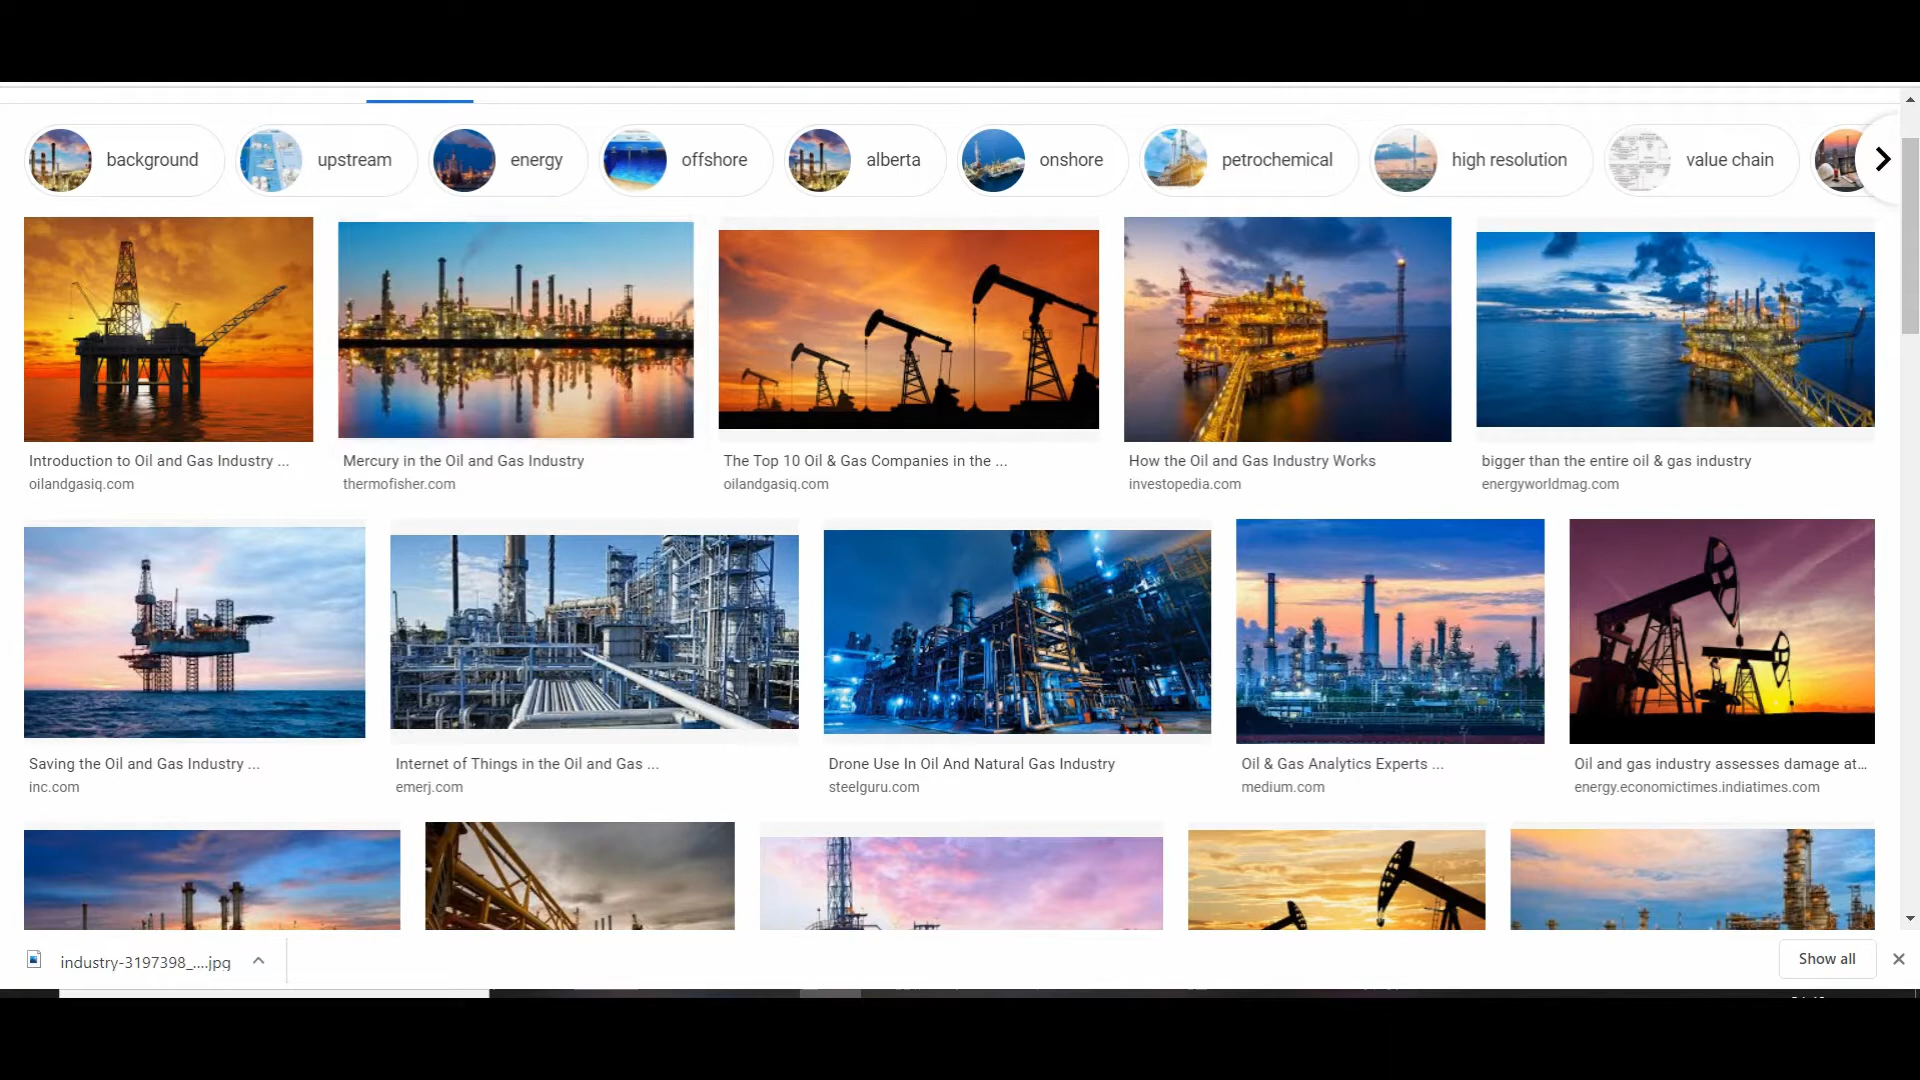 background
upstream
energy
offshore
alberta
onshore
petrochemical
high resolution
value chain
Introduction to Oil and Gas Industry ...
oilandgasiq.com
Mercury in the Oil and Gas Industry
thermofisher.com
The Top 10 Oil & Gas Companies in the ...
oilandgasiq.com
How the Oil and Gas Industry Works
investopedia.com
bigger than the entire oil & gas industry
energyworldmag.com
Saving the Oil and Gas Industry ...
inc.com
Internet of Things in the Oil and Gas ...
emerj.com
Drone Use In Oil And Natural Gas Industry
steelguru.com
Oil & Gas Analytics Experts ...
medium.com
Oil and gas industry assesses damage at...
energy.economictimes.indiatimes.com
industry-3197398_....jpg
Show all